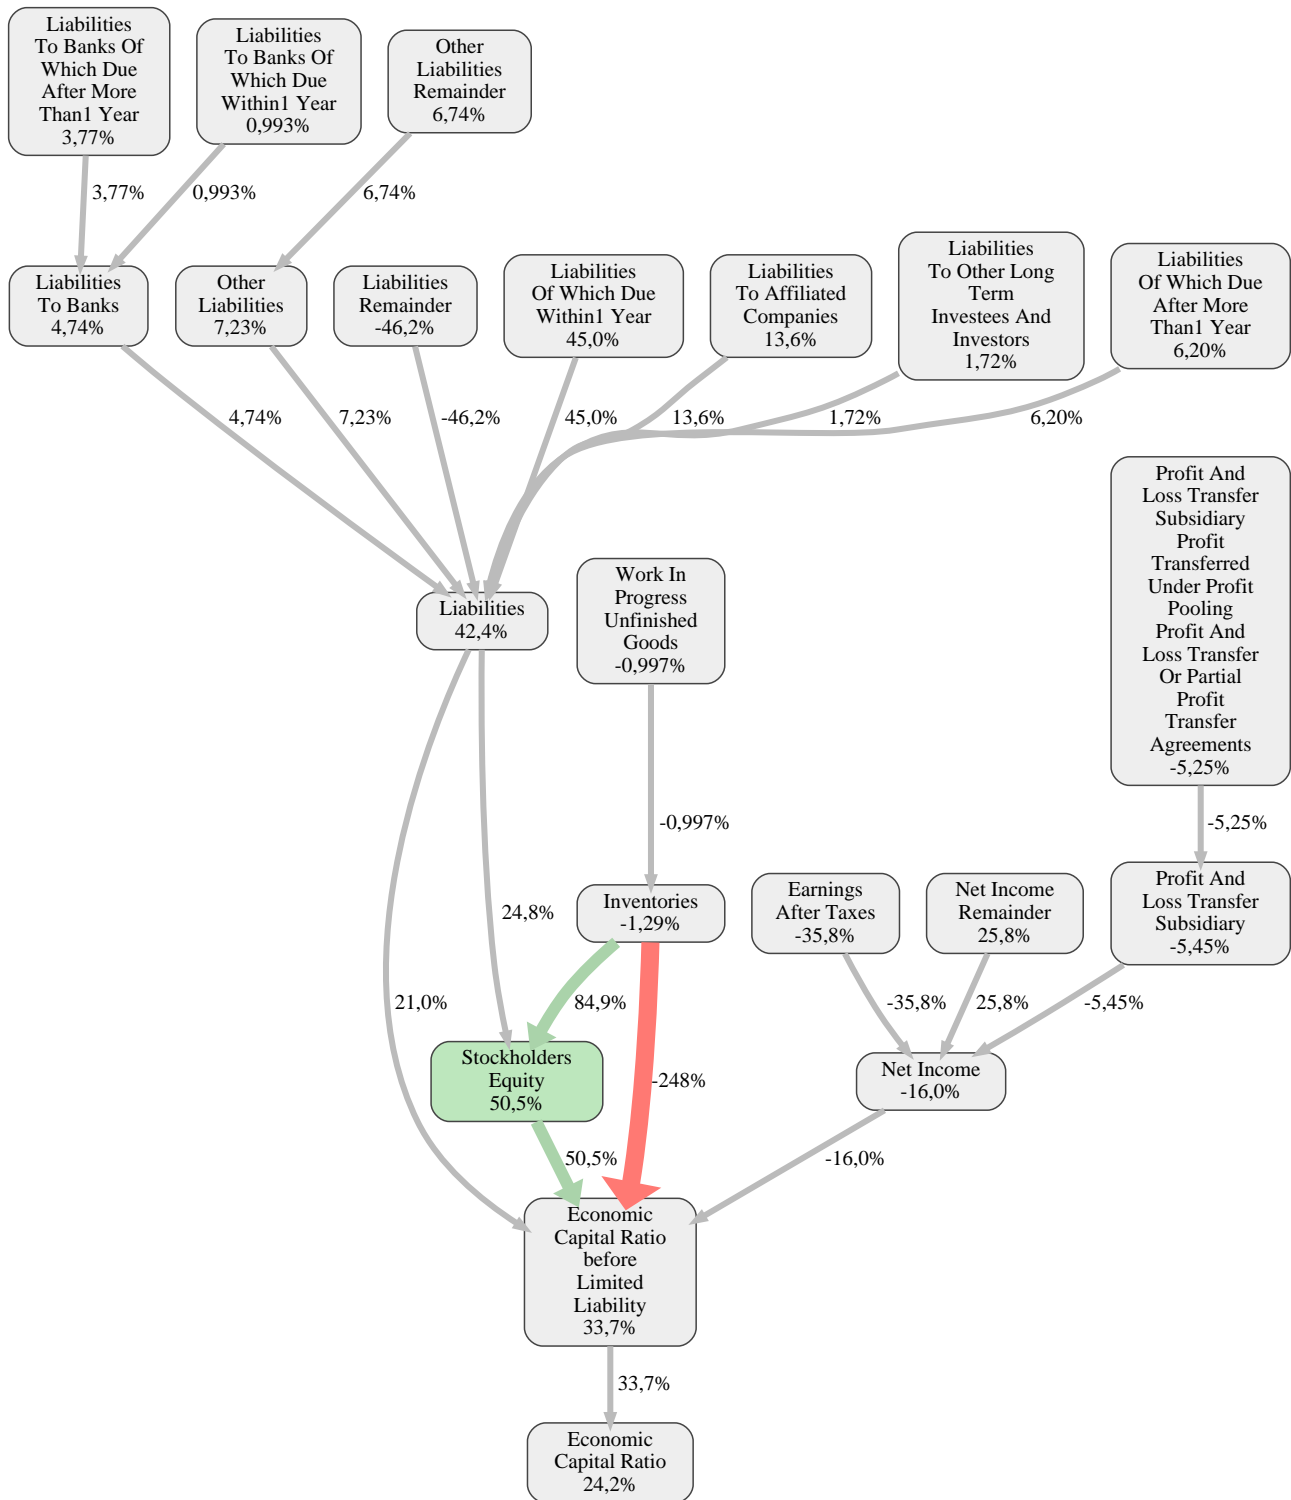 Liabilities
To Banks Of
Which Due
After More
Than1 Year
3,77%
Liabilities
To Banks Of
Which Due
Within1 Year
0,993%
Other
Liabilities
Remainder
6,74%
3,77%
0,993%
6,74%
Liabilities
To Banks
4,74%
Other
Liabilities
7,23%
Liabilities
Remainder
-46,2%
Liabilities
Of Which Due
Within1 Year
45,0%
Liabilities
To Affiliated
Companies
13,6%
Liabilities
To Other Long
Term
Investees And
Investors
1,72%
Liabilities
Of Which Due
After More
Than1 Year
6,20%
4,74%
7,23%
-46,2%
45,0%
13,6%
1,72%
6,20%
Profit And
Loss Transfer
Subsidiary
Profit
Transferred
Under Profit
Pooling
Profit And
Loss Transfer
Or Partial
Profit
Transfer
Agreements
-5,25%
Liabilities
42,4%
Work In
Progress
Unfinished
Goods
-0,997%
-0,997%
-5,25%
Inventories
-1,29%
Earnings
After Taxes
-35,8%
Net Income
Remainder
25,8%
Profit And
Loss Transfer
Subsidiary
-5,45%
24,8%
21,0%
84,9%
-248%
-35,8%
25,8%
-5,45%
Stockholders
Equity
50,5%
Net Income
-16,0%
50,5%
-16,0%
Economic
Capital Ratio
before
Limited
Liability
33,7%
33,7%
Economic
Capital Ratio
24,2%